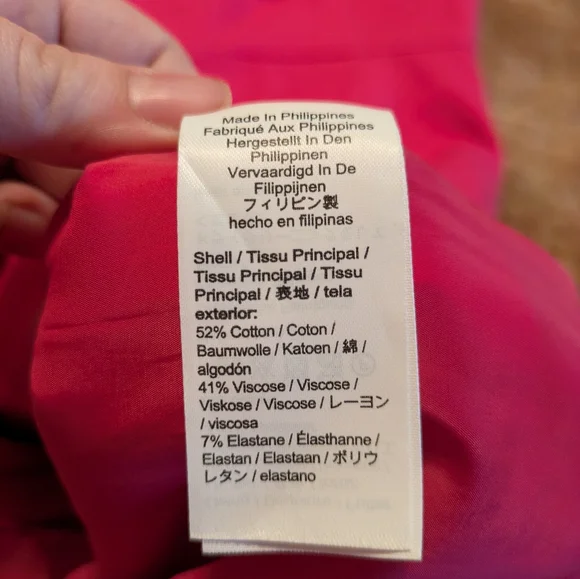 Made In Philippines
Fabriqué Aux Philippines
Hergestellt In Den
Philippinen
Vervaardigd In De
Filippijnen
フィリピン製
hecho en filipinas
Shell / Tissu Principal /
Tissu Principal / Tissu
Principal / 表地 / tela
exterior:
52% Cotton / Coton /
Baumwolle / Katoen / 綿 /
algodón
41% Viscose / Viscose /
Viskose / Viscose / レーヨン
/ viscosa
7% Elastane / Élasthanne /
Elastan / Elastaan / ポリウ
レタン / elastano